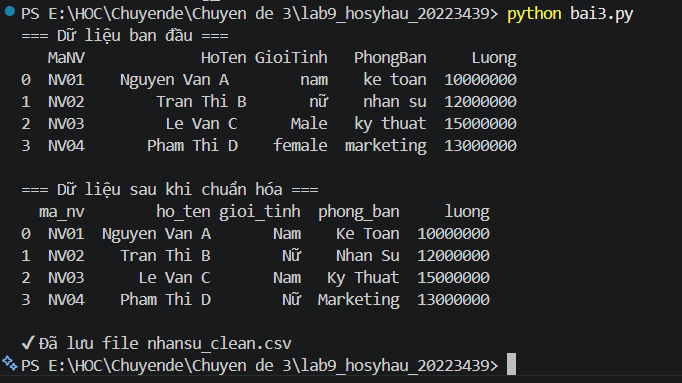 PS E:\HOC\Chuyende\Chuyen de 3\lab9_hosyhau_20223439> python bai3.py
=== Dữ liệu ban đầu ===
   MaNV            HoTen GioiTinh   PhongBan     Luong
0  NV01    Nguyen Van A       nam    ke toan  10000000
1  NV02       Tran Thi B       nữ    nhan su  12000000
2  NV03        Le Van C      Male   ky thuat  15000000
3  NV04      Pham Thi D    female  marketing  13000000
=== Dữ liệu sau khi chuẩn hóa ===
  ma_nv        ho_ten gioi_tinh  phong_ban     luong
0  NV01  Nguyen Van A       Nam    Ke Toan  10000000
1  NV02    Tran Thi B        Nữ    Nhan Su  12000000
2  NV03      Le Van C       Nam   Ky Thuat  15000000
3  NV04    Pham Thi D        Nữ  Marketing  13000000
✔ Đã lưu file nhansu_clean.csv
PS E:\HOC\Chuyende\Chuyen de 3\lab9_hosyhau_20223439>